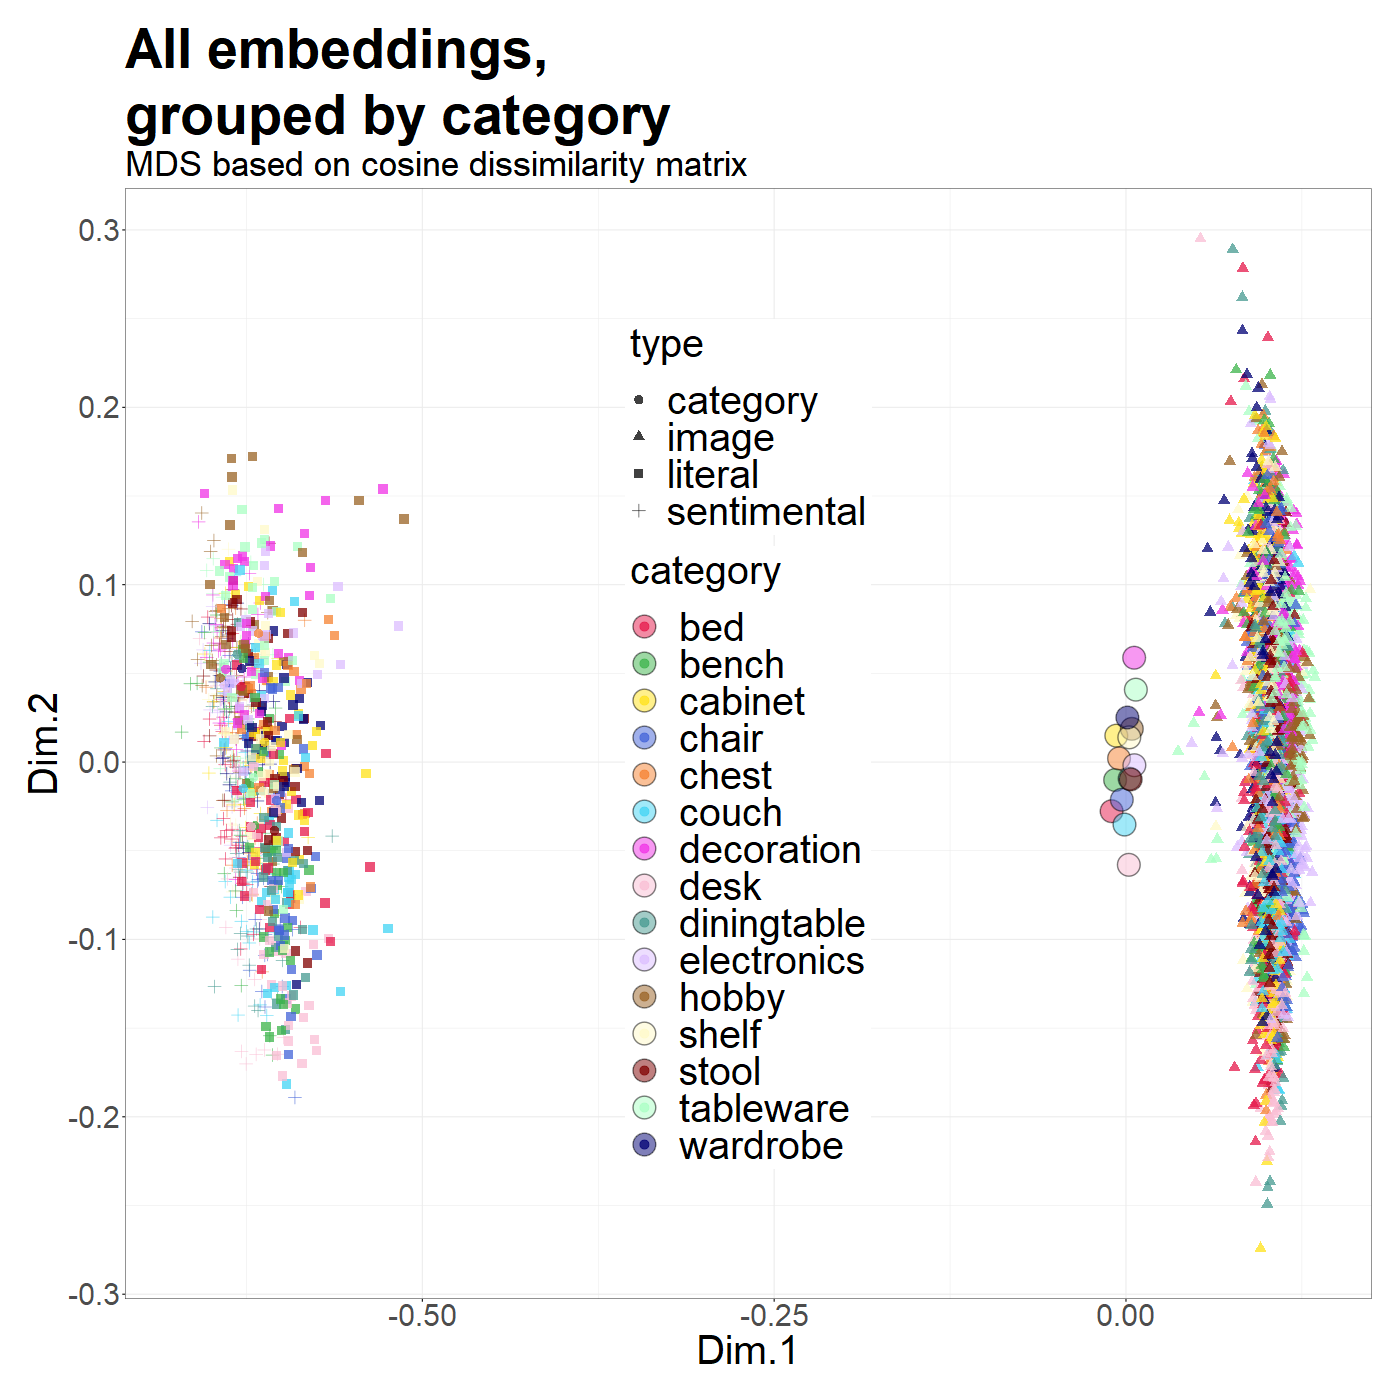 All embeddings,
grouped by category
MDS based on cosine dissimilarity matrix
0.3
0.2
0.1
0.0
-0.1
-0.2
-0.3
Dim.2
type
category
image
literal
sentimental
category
bed
bench
cabinet
chair
chest
couch
decoration
desk
diningtable
electronics
hobby
shelf
stool
tableware
wardrobe
-0.50
-0.25
0.00
Dim.1